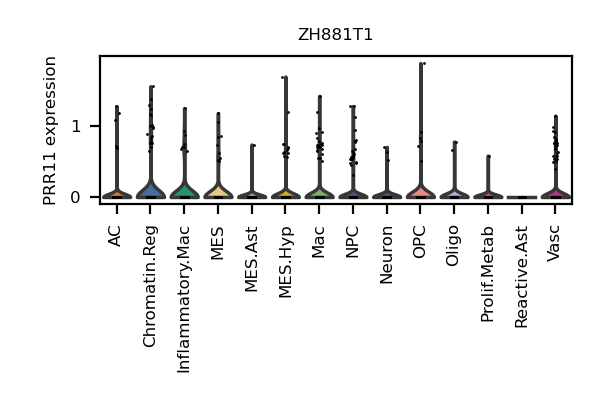 ZH881T1
PRR11 expression
1
0
AC
Chromatin.Reg
Inflammatory.Mac
MES
MES.Ast
MES.Hyp
Mac
NPC
Neuron
OPC
Oligo
Prolif.Metab
Reactive.Ast
Vasc